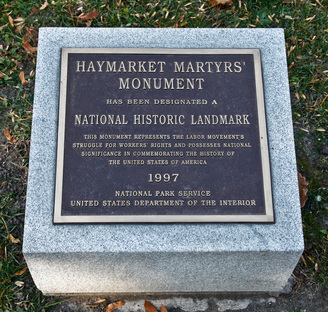 HAYMARKET MARTYRS'
MONUMENT
HAS BEEN DESIGNATED A
NATIONAL HISTORIC LANDMARK
THIS MONUMENT REPRESENTS THE LABOR MOVEMENT'S
STRUGGLE FOR WORKERS' RIGHTS AND POSSESSES NATIONAL
SIGNIFICANCE IN COMMEMORATING THE HISTORY OF
THE UNITED STATES OF AMERICA
1997
NATIONAL PARK SERVICE
UNITED STATES DEPARTMENT OF THE INTERIOR